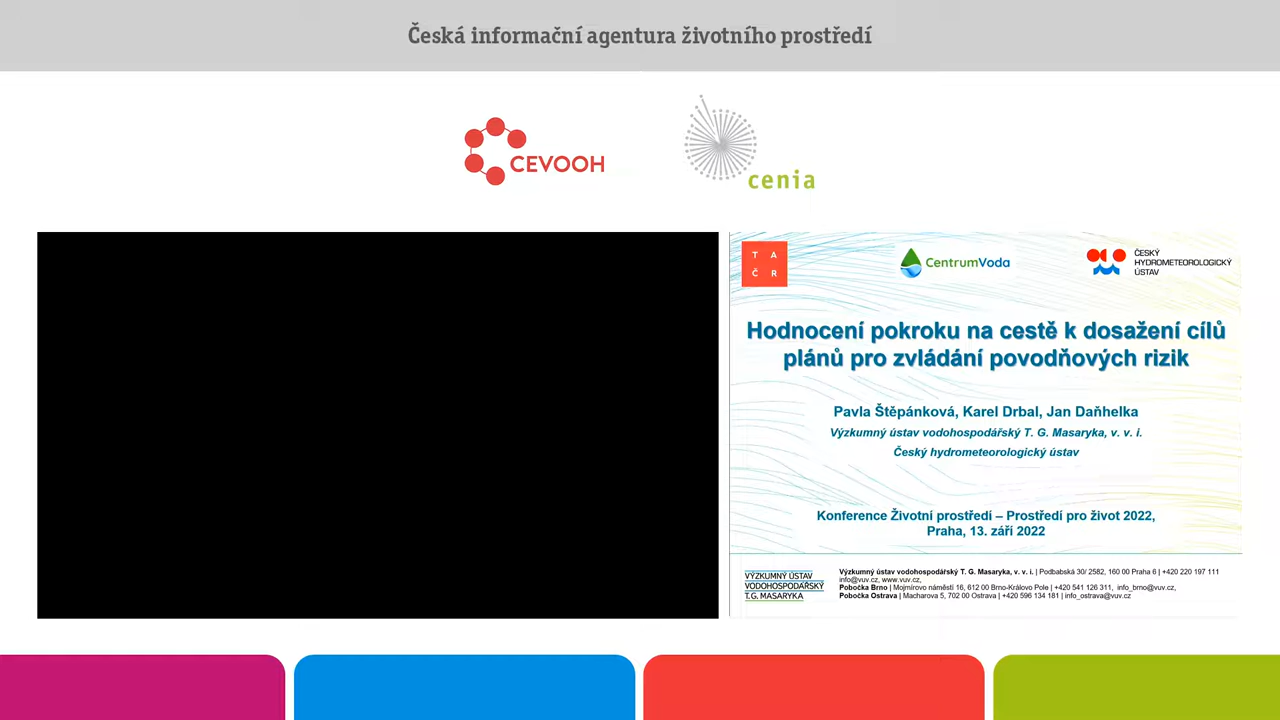 Česká informační agentura životního prostředí
CEVOOH
cenia
T A
Č R
CentrumVoda
ČESKÝ
HYDROMETEOROLOGICKÝ
ÚSTAV
Hodnocení pokroku na cestě k dosažení cílů
plánů pro zvládání povodňových rizik
Pavla Štěpánková, Karel Drbal, Jan Daňhelka
Výzkumný ústav vodohospodářský T. G. Masaryka, v. v. i.
Český hydrometeorologický ústav
Konference Životní prostředí – Prostředí pro život 2022,
Praha, 13. září 2022
VÝZKUMNÝ ÚSTAV
VODOHOSPODÁŘSKÝ
T.G. MASARYKA
Výzkumný ústav vodohospodářský T. G. Masaryka, v. v. i. | Podbabská 30/ 2582, 160 00 Praha 6 | +420 220 197 111
info@vuv.cz, www.vuv.cz,
Pobočka Brno | Mojmírovo náměstí 16, 612 00 Brno-Královo Pole | +420 541 126 311, info_brno@vuv.cz,
Pobočka Ostrava | Macharova 5, 702 00 Ostrava | +420 596 134 181 | info_ostrava@vuv.cz